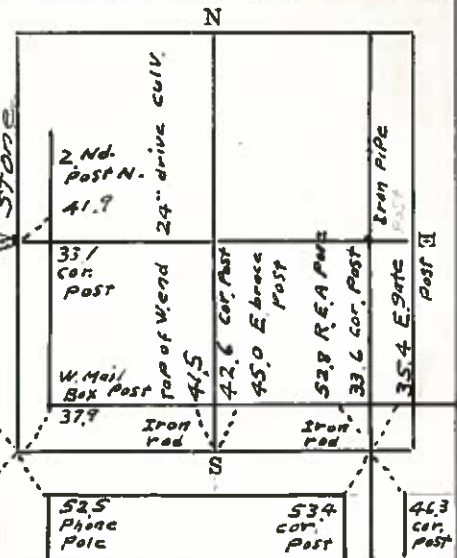 N
W Stone
2 Nd.
Post N.
41.9
33.1
Cor.
Post
W. Mail
Box Post
37.9
Top of W. end 24" drive culv.
41.5
42.6 Cor. Post
45.0 E brace
Post
52.8 R.E.A Pole
33.6 Cor. Post
Iron Pipe
35.4 E. gate
Post
E
Iron
rod
S
Iron
rod
52.5
Phone
Pole
53.4
Cor.
Post
46.3
Cor.
Post